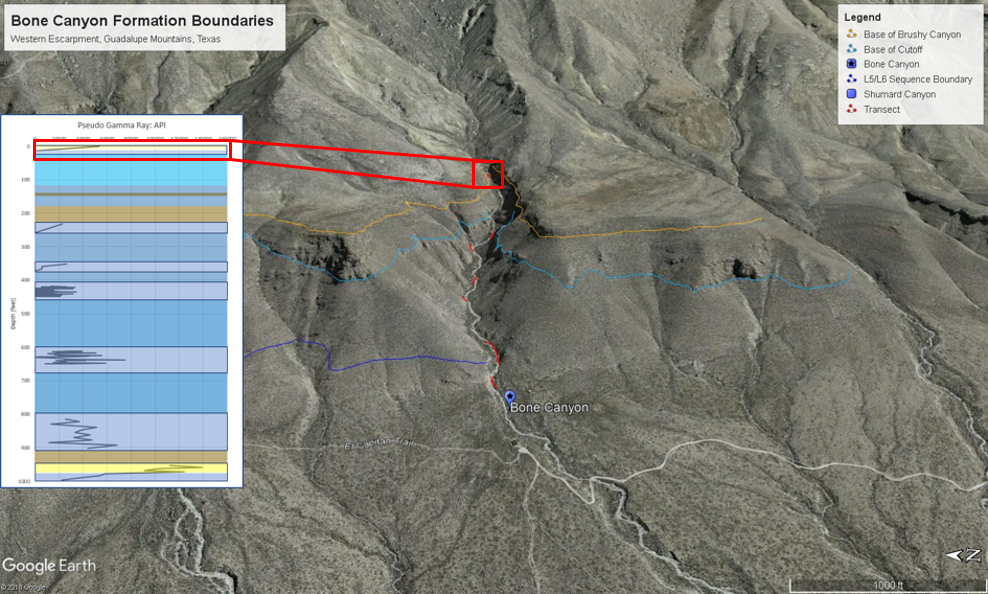 Bone Canyon Formation Boundaries
Western Escarpment, Guadalupe Mountains, Texas
Legend
Base of Brushy Canyon
Base of Cutoff
Bone Canyon
L5/L6 Sequence Boundary
Shumard Canyon
Transect
Pseudo Gamma Ray: API
0
100
200
300
400
500
600
700
800
900
1000
Depth (feet)
Bone Canyon
El Capitan Trail
Google Earth
©2018 Google
N
1000 ft